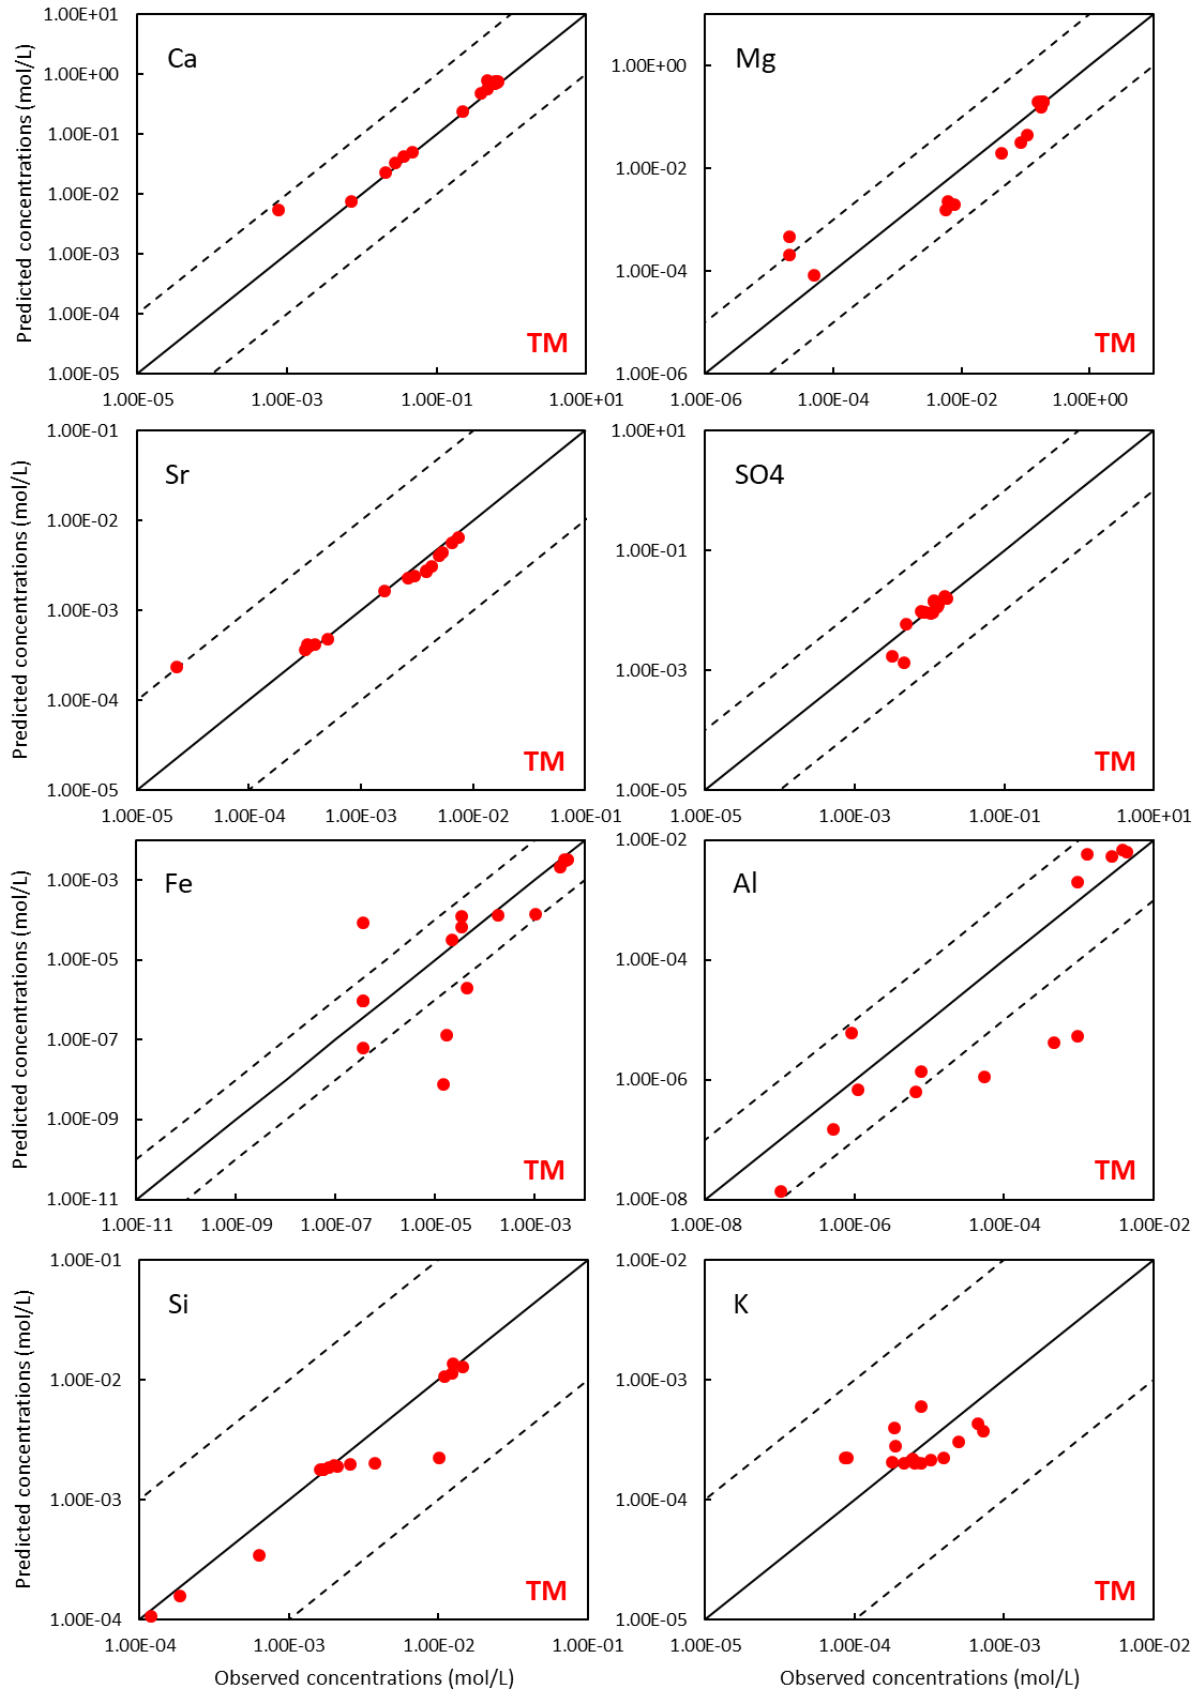 1.00E+01
1.00E+00
1.00E-01
1.00E-02
1.00E-03
1.00E-04
1.00E-05
Predicted concentrations (mol/L)
Ca
TM
1.00E-05 1.00E-03 1.00E-01 1.00E+01
1.00E+00
1.00E-02
1.00E-04
1.00E-06
Mg
TM
1.00E-06 1.00E-04 1.00E-02 1.00E+00
1.00E-01
1.00E-02
1.00E-03
1.00E-04
1.00E-05
Predicted concentrations (mol/L)
Sr
TM
1.00E-05 1.00E-04 1.00E-03 1.00E-02 1.00E-01
1.00E+01
1.00E-01
1.00E-03
1.00E-05
SO4
TM
1.00E-05 1.00E-03 1.00E-01 1.00E+01
1.00E-03
1.00E-05
1.00E-07
1.00E-09
1.00E-11
Predicted concentrations (mol/L)
Fe
TM
1.00E-11 1.00E-09 1.00E-07 1.00E-05 1.00E-03
1.00E-02
1.00E-04
1.00E-06
1.00E-08
Al
TM
1.00E-08 1.00E-06 1.00E-04 1.00E-02
1.00E-01
1.00E-02
1.00E-03
1.00E-04
Predicted concentrations (mol/L)
Si
TM
1.00E-04 1.00E-03 1.00E-02 1.00E-01
Observed concentrations (mol/L)
1.00E-02
1.00E-03
1.00E-04
1.00E-05
K
TM
1.00E-05 1.00E-04 1.00E-03 1.00E-02
Observed concentrations (mol/L)